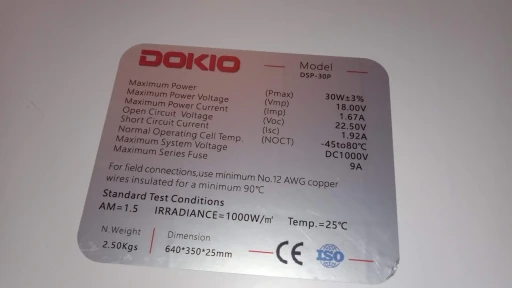 DOKIO
Model
DSP-30P
Maximum Power (Pmax) 30W±3%
Maximum Power Voltage (Vmp) 18.00V
Maximum Power Current (Imp) 1.67A
Open Circuit Voltage (Voc) 22.50V
Short Circuit Current (Isc) 1.92A
Normal Operating Cell Temp. (NOCT) -45to80℃
Maximum System Voltage DC1000V
Maximum Series Fuse 9A
For field connections,use minimum No.12 AWG copper
wires insulated for a minimum 90℃
Standard Test Conditions
AM=1.5 IRRADIANCE=1000W/㎡ Temp.=25℃
N.Weight Dimension
2.50Kgs 640*350*25mm
CE ISO